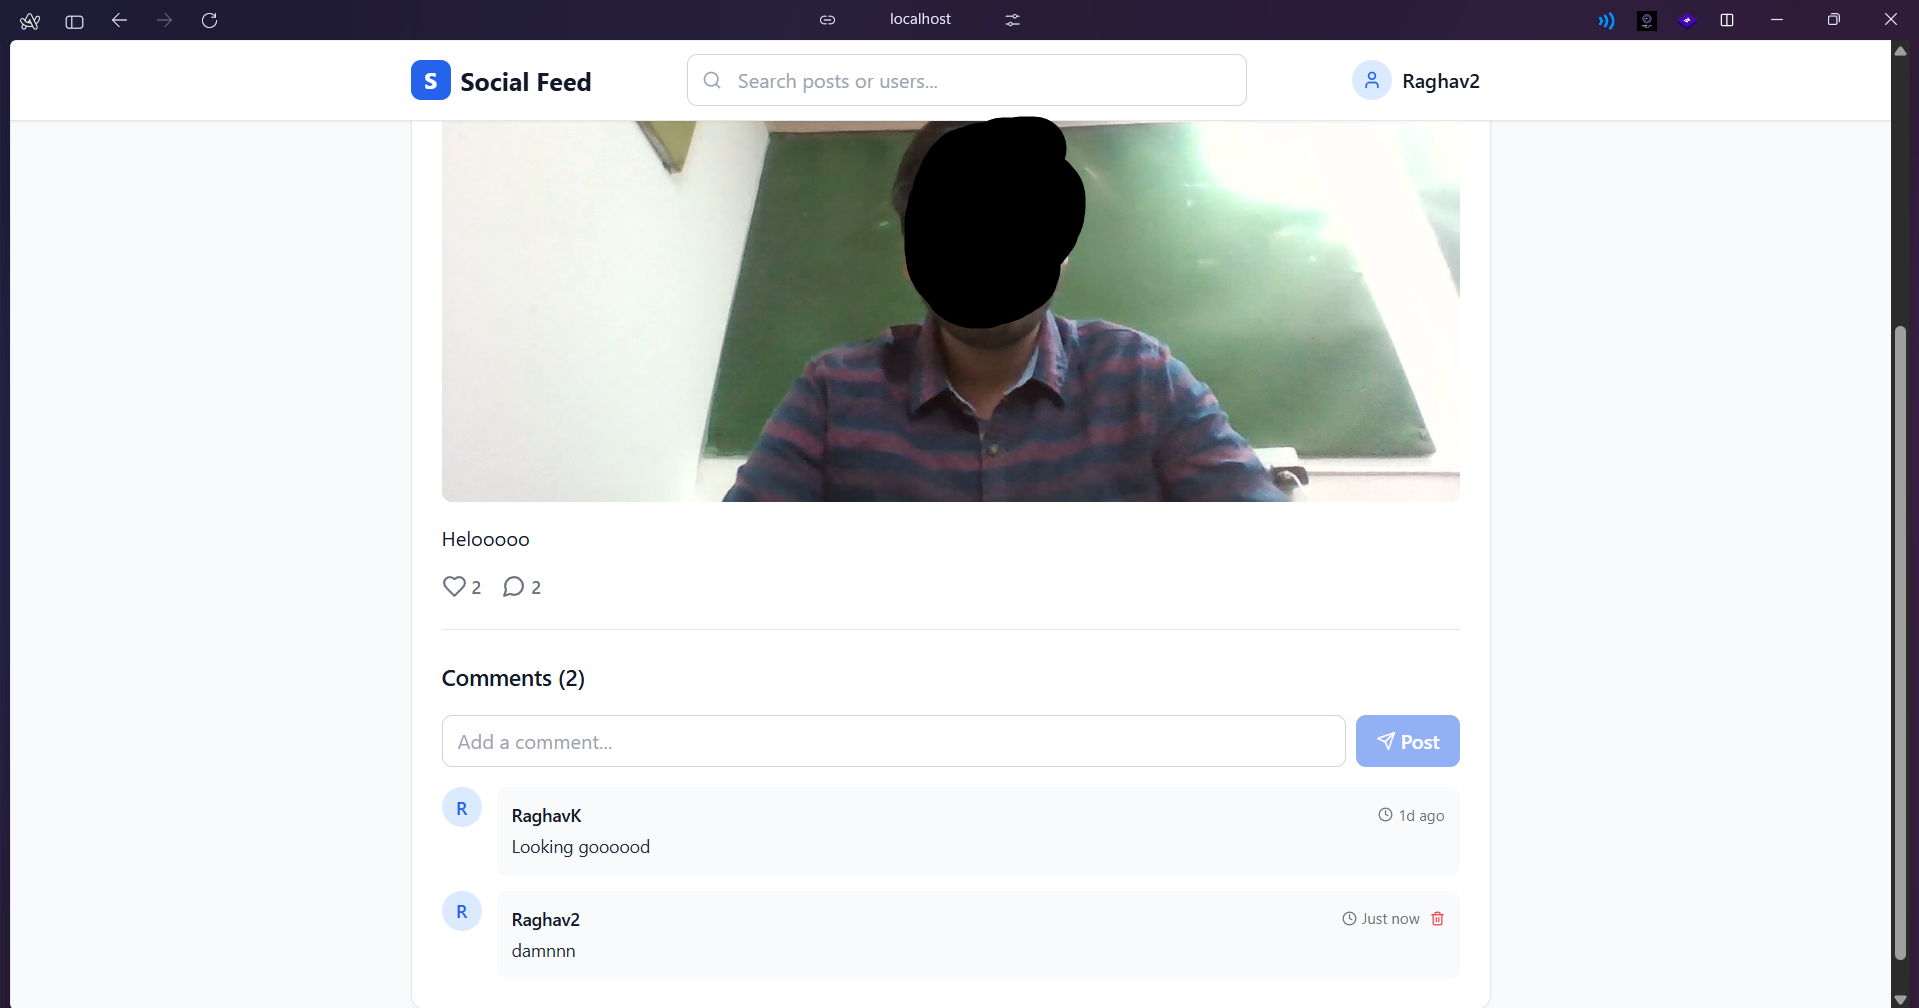 localhost
S Social Feed
Search posts or users...
Raghav2
Helooooo
2 2
Comments (2)
Add a comment...
Post
R
RaghavK
1d ago
Looking goooood
R
Raghav2
Just now
damnnn